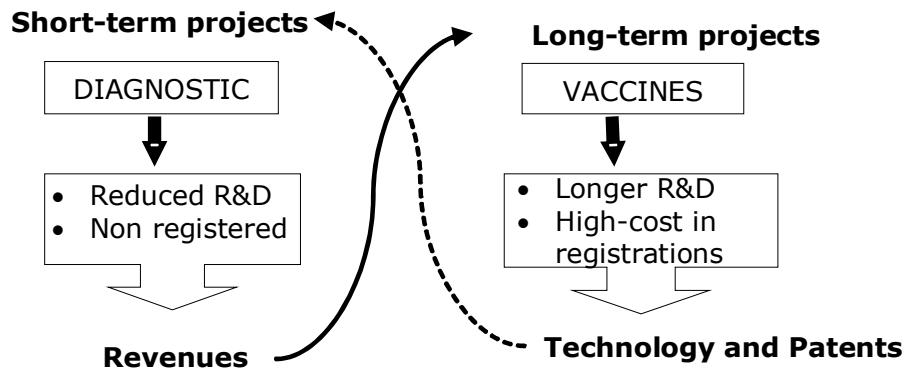 Short-term projects
DIAGNOSTIC
• Reduced R&D
• Non registered
Revenues
Long-term projects
VACCINES
• Longer R&D
• High-cost in
registrations
Technology and Patents